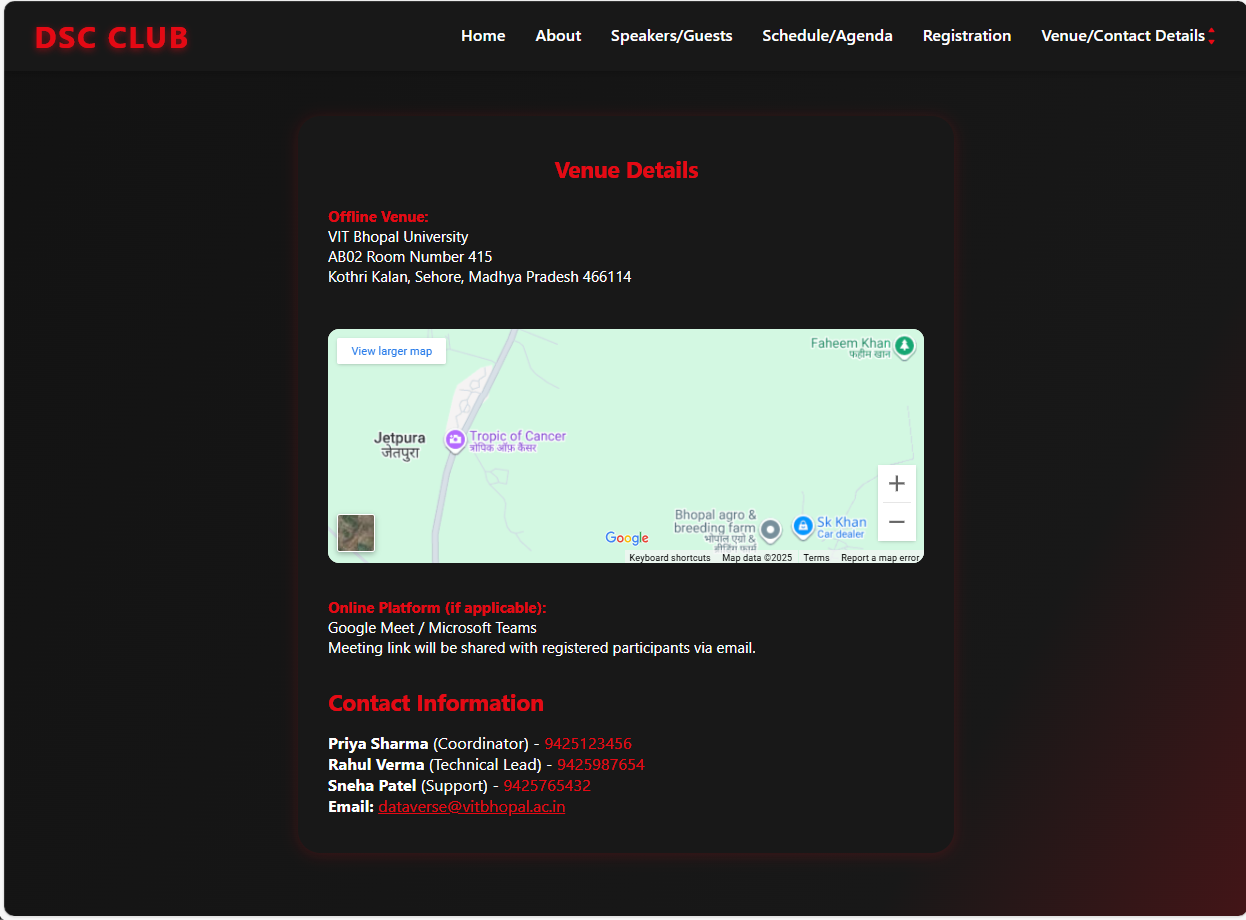 DSC CLUB
Home About Speakers/Guests Schedule/Agenda Registration Venue/Contact Details
Venue Details
Offline Venue:
VIT Bhopal University
AB02 Room Number 415
Kothri Kalan, Sehore, Madhya Pradesh 466114
View larger map
Faheem Khan
फहीम खान
Jetpura
जेतपुरा
Tropic of Cancer
त्रोपिक ऑफ़ कैंसर
Bhopal agro &
breeding farm
भोपाल एग्रो &
ब्रीडिंग फार्म
Sk Khan
Car dealer
Google
Keyboard shortcuts Map data ©2025 Terms Report a map error
Online Platform (if applicable):
Google Meet / Microsoft Teams
Meeting link will be shared with registered participants via email.
Contact Information
Priya Sharma (Coordinator) - 9425123456
Rahul Verma (Technical Lead) - 9425987654
Sneha Patel (Support) - 9425765432
Email: dataverse@vitbhopal.ac.in